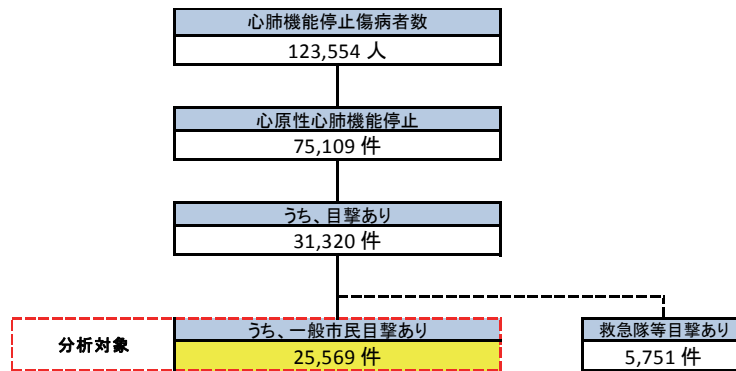 心肺機能停止傷病者数
123,554 人
心原性心肺機能停止
75,109 件
うち、目撃あり
31,320 件
分析対象
うち、一般市民目撃あり
25,569 件
救急隊等目撃あり
5,751 件